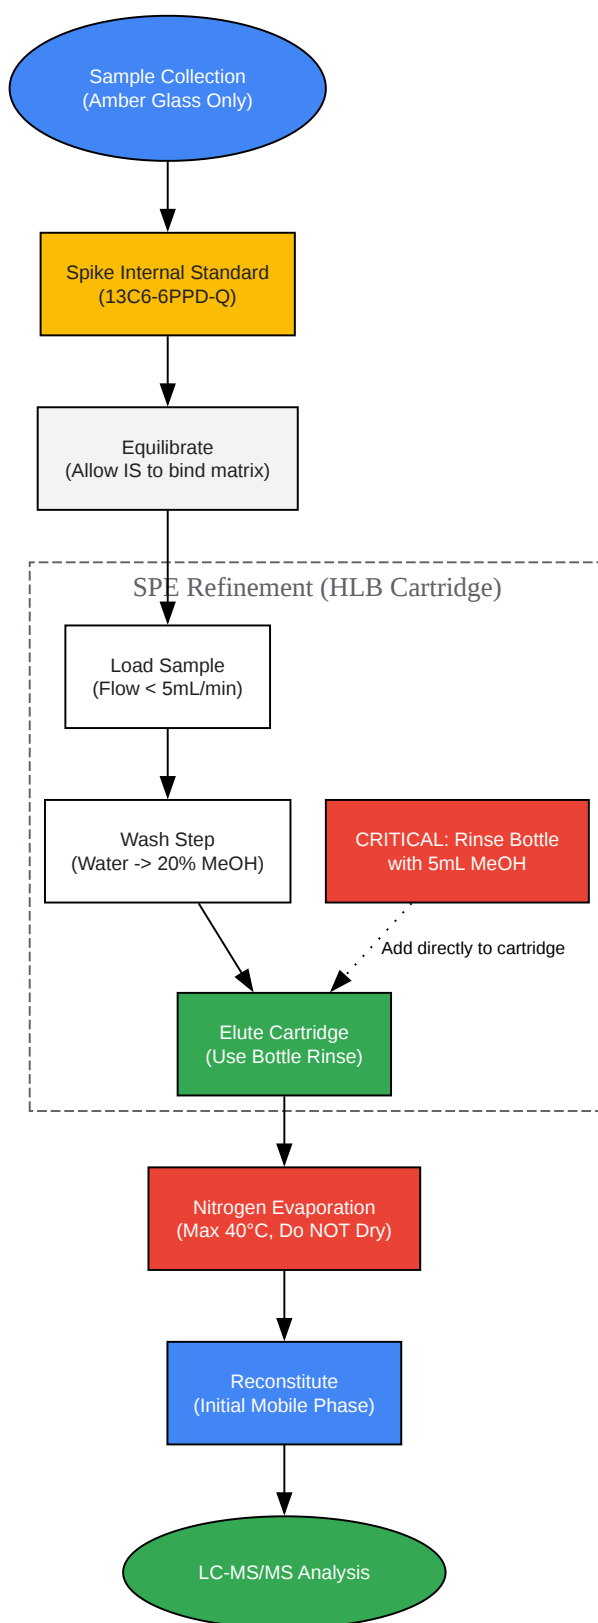 Sample Collection
(Amber Glass Only)
Spike Internal Standard
(13C6-6PPD-Q)
Equilibrate
(Allow IS to bind matrix)
SPE Refinement (HLB Cartridge)
Load Sample
(Flow < 5mL/min)
Wash Step
(Water -> 20% MeOH)
CRITICAL: Rinse Bottle
with 5mL MeOH
Add directly to cartridge
Elute Cartridge
(Use Bottle Rinse)
Nitrogen Evaporation
(Max 40°C, Do NOT Dry)
Reconstitute
(Initial Mobile Phase)
LC-MS/MS Analysis